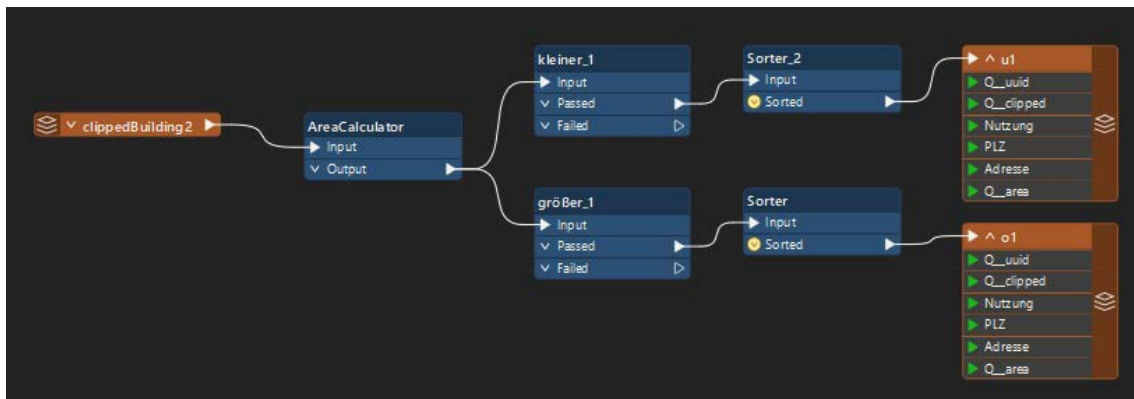 clippedBuilding2
AreaCalculator
Input
Output
kleiner_1
Input
Passed
Failed
größer_1
Input
Passed
Failed
Sorter_2
Input
Sorted
Sorter
Input
Sorted
u1
Q__uuid
Q__clipped
Nutzung
PLZ
Adresse
Q__area
o1
Q__uuid
Q__clipped
Nutzung
PLZ
Adresse
Q__area